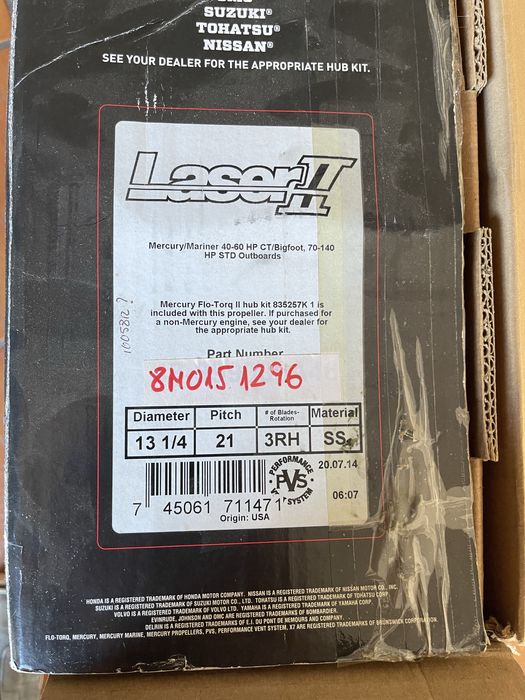 SUZUKI®
TOHATSU®
NISSAN®
SEE YOUR DEALER FOR THE APPROPRIATE HUB KIT.
Laser II
Mercury/Mariner 40-60 HP CT/Bigfoot, 70-140
HP STD Outboards
Mercury Flo-Torq II hub kit 835257K 1 is
included with this propeller. If purchased for
a non-Mercury engine, see your dealer for
the appropriate hub kit.
Part Number
8M0151296
Diameter Pitch # of Blades-Rotation Material
13 1/4 21 3RH SS
PERFORMANCE PVS SYSTEM
20.07.14
06:07
7 45061 71147 1
Origin: USA
HONDA IS A REGISTERED TRADEMARK OF HONDA MOTOR COMPANY. NISSAN IS A REGISTERED TRADEMARK OF NISSAN MOTOR CO., INC.
SUZUKI IS A REGISTERED TRADEMARK OF SUZUKI MOTOR CO., LTD. TOHATSU IS A REGISTERED TRADEMARK OF TOHATSU CORP.
VOLVO IS A REGISTERED TRADEMARK OF VOLVO LTD. YAMAHA IS A REGISTERED TRADEMARK OF YAMAHA CORP.
EVINRUDE, JOHNSON AND OMC ARE REGISTERED TRADEMARKS OF BOMBARDIER.
DELRIN IS A REGISTERED TRADEMARK OF E.I. DU PONT DE NEMOURS AND COMPANY.
FLO-TORQ, MERCURY, MERCURY MARINE, MERCURY PROPELLERS, PVS, PERFORMANCE VENT SYSTEM, X7 ARE REGISTERED TRADEMARKS OF BRUNSWICK CORPORATION.